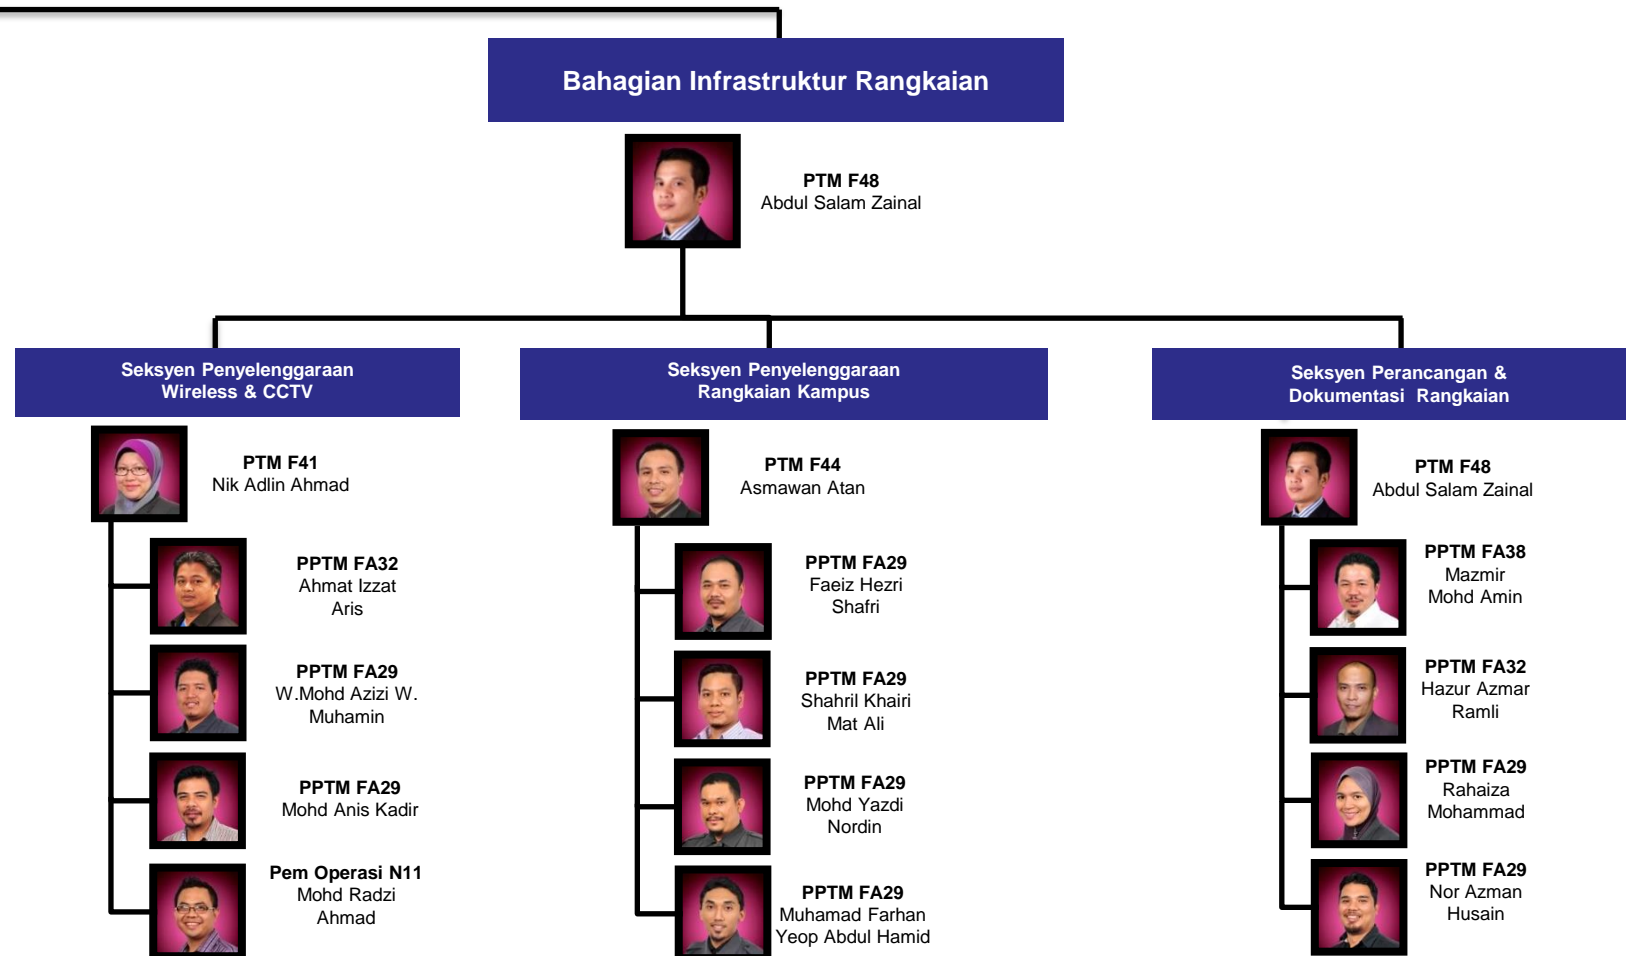 Bahagian Infrastruktur Rangkaian
PTM F48
Abdul Salam Zainal
Seksyen Penyelenggaraan
Wireless & CCTV
PTM F41
Nik Adlin Ahmad
PPTM FA32
Ahmat Izzat
Aris
PPTM FA29
W.Mohd Azizi W.
Muhamin
PPTM FA29
Mohd Anis Kadir
Pem Operasi N11
Mohd Radzi
Ahmad
Seksyen Penyelenggaraan
Rangkaian Kampus
PTM F44
Asmawan Atan
PPTM FA29
Faeiz Hezri
Shafri
PPTM FA29
Shahril Khairi
Mat Ali
PPTM FA29
Mohd Yazdi
Nordin
PPTM FA29
Muhamad Farhan
Yeop Abdul Hamid
Seksyen Perancangan &
Dokumentasi Rangkaian
PTM F48
Abdul Salam Zainal
PPTM FA38
Mazmir
Mohd Amin
PPTM FA32
Hazur Azmar
Ramli
PPTM FA29
Rahaiza
Mohammad
PPTM FA29
Nor Azman
Husain